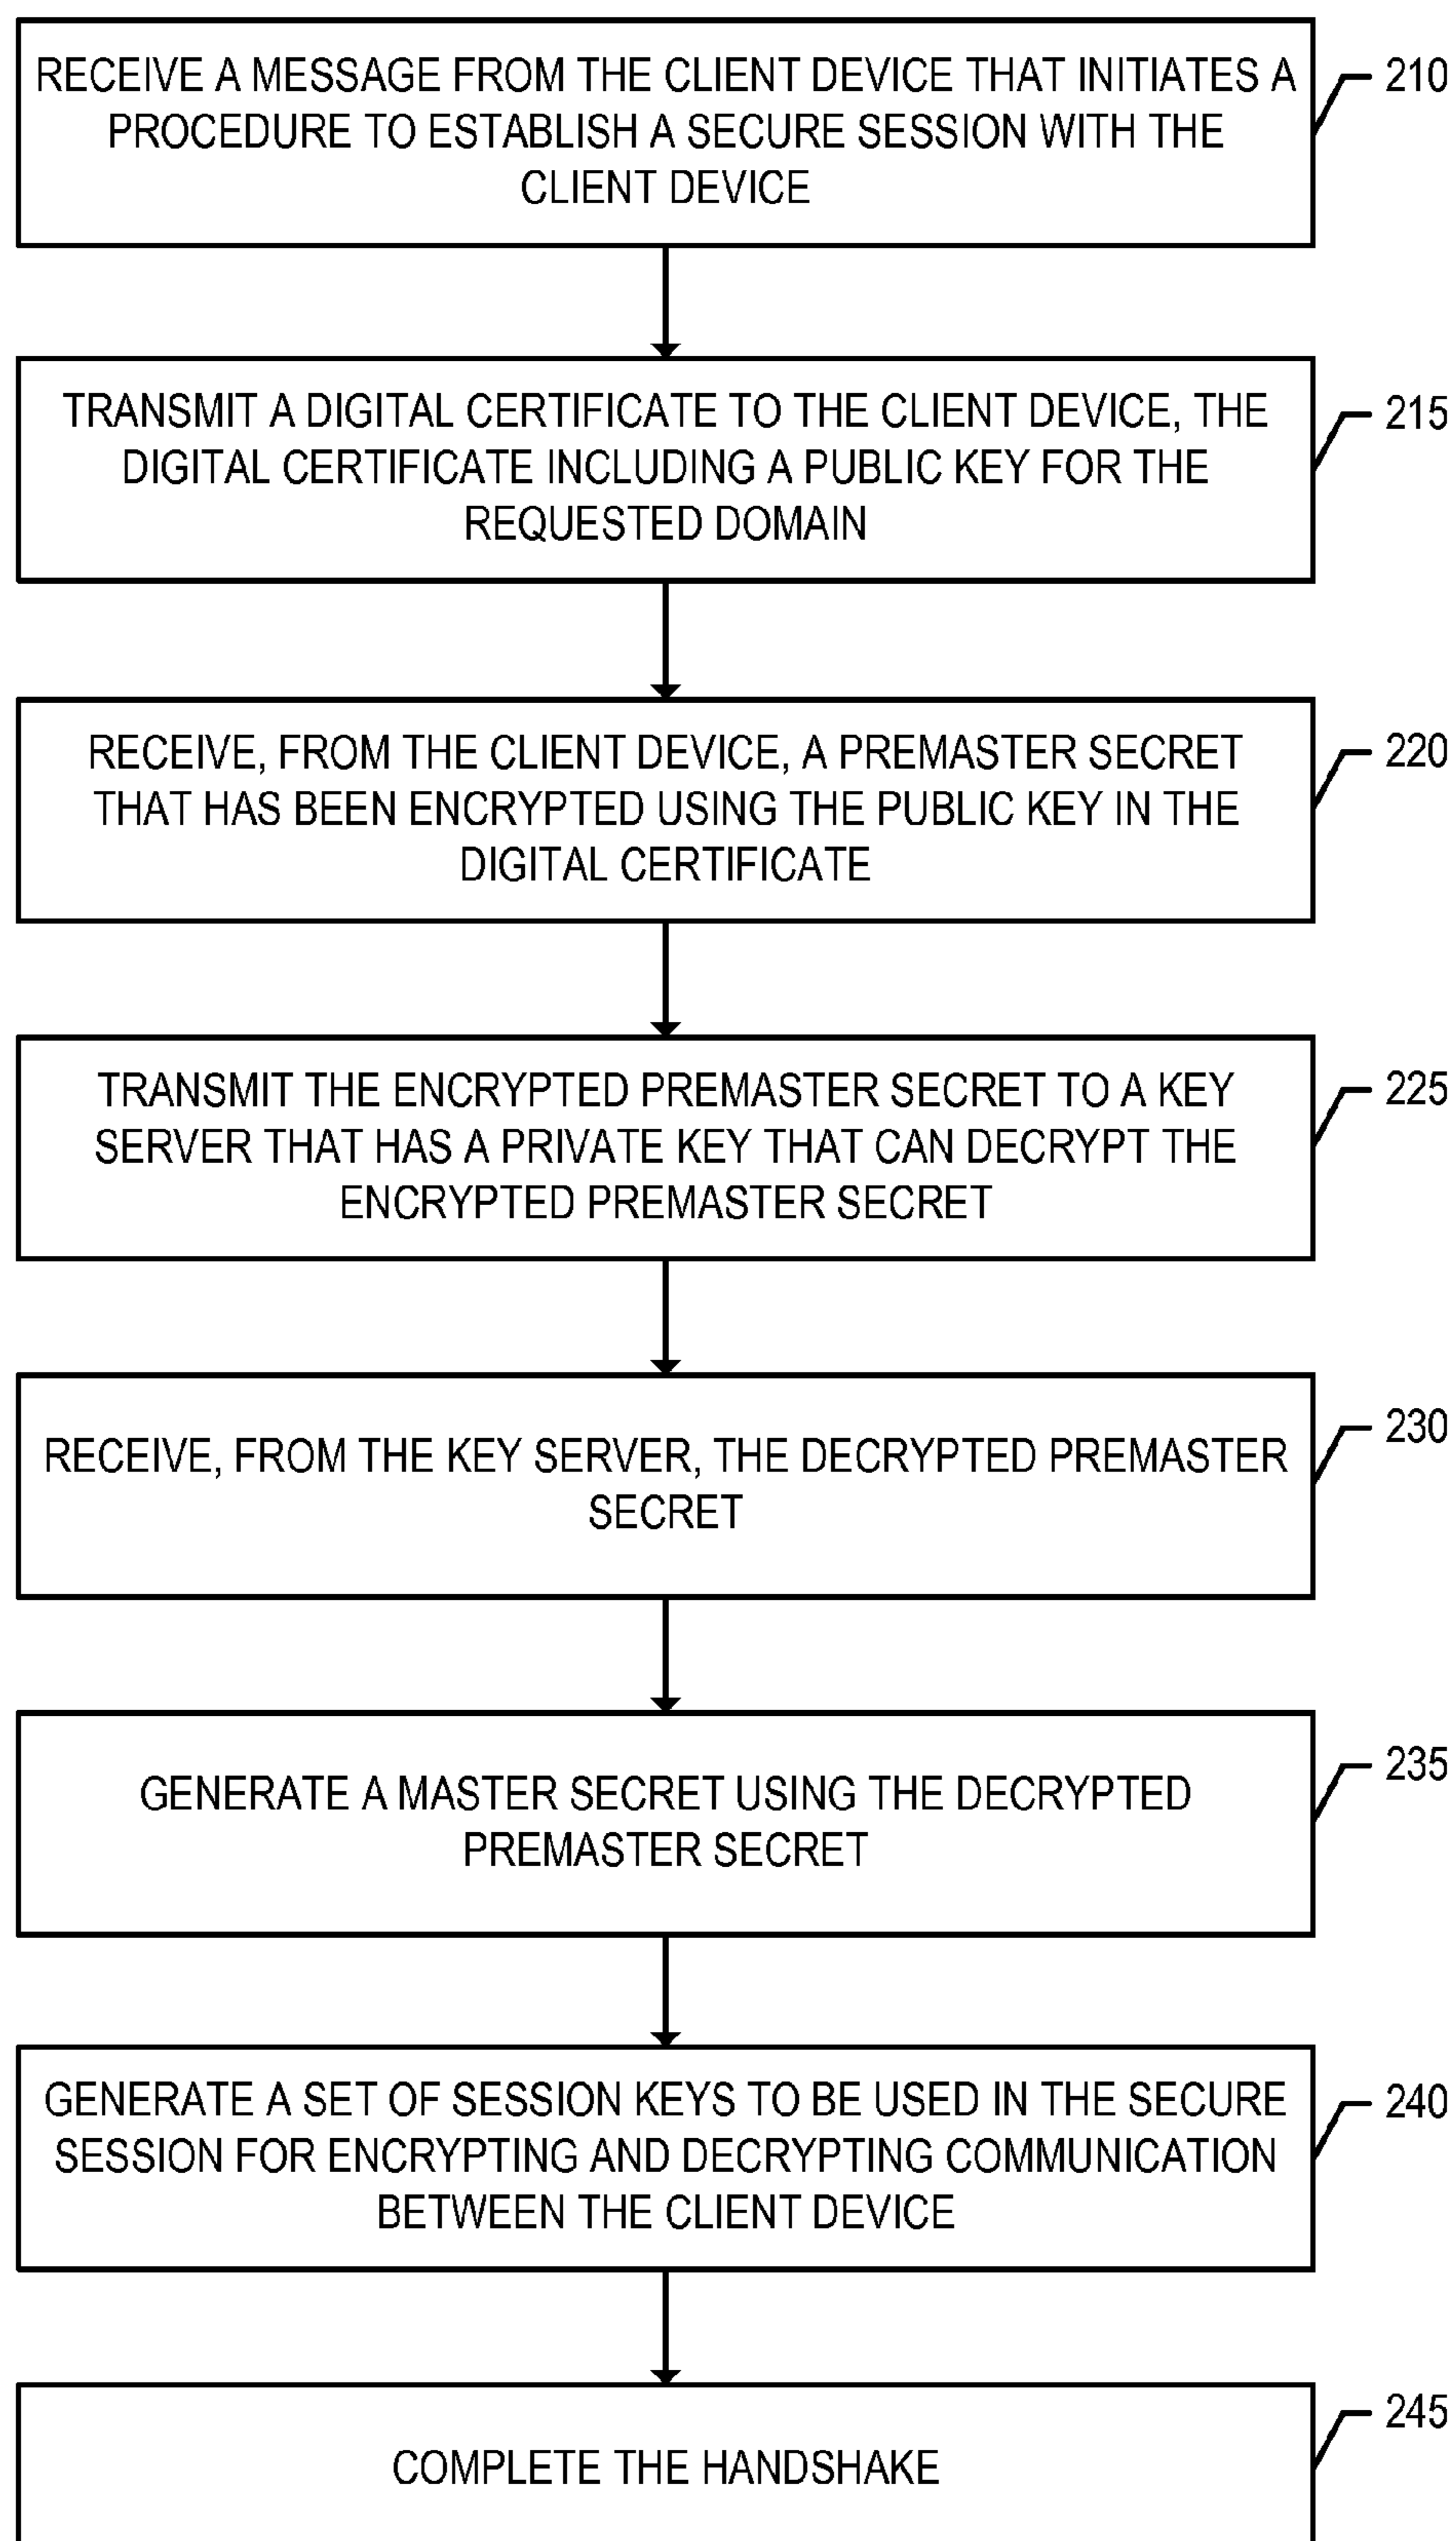 RECEIVE A MESSAGE FROM THE CLIENT DEVICE THAT INITIATES A
PROCEDURE TO ESTABLISH A SECURE SESSION WITH THE
CLIENT DEVICE
210
TRANSMIT A DIGITAL CERTIFICATE TO THE CLIENT DEVICE, THE
DIGITAL CERTIFICATE INCLUDING A PUBLIC KEY FOR THE
REQUESTED DOMAIN
215
RECEIVE, FROM THE CLIENT DEVICE, A PREMASTER SECRET
THAT HAS BEEN ENCRYPTED USING THE PUBLIC KEY IN THE
DIGITAL CERTIFICATE
220
TRANSMIT THE ENCRYPTED PREMASTER SECRET TO A KEY
SERVER THAT HAS A PRIVATE KEY THAT CAN DECRYPT THE
ENCRYPTED PREMASTER SECRET
225
RECEIVE, FROM THE KEY SERVER, THE DECRYPTED PREMASTER
SECRET
230
GENERATE A MASTER SECRET USING THE DECRYPTED
PREMASTER SECRET
235
GENERATE A SET OF SESSION KEYS TO BE USED IN THE SECURE
SESSION FOR ENCRYPTING AND DECRYPTING COMMUNICATION
BETWEEN THE CLIENT DEVICE
240
COMPLETE THE HANDSHAKE
245